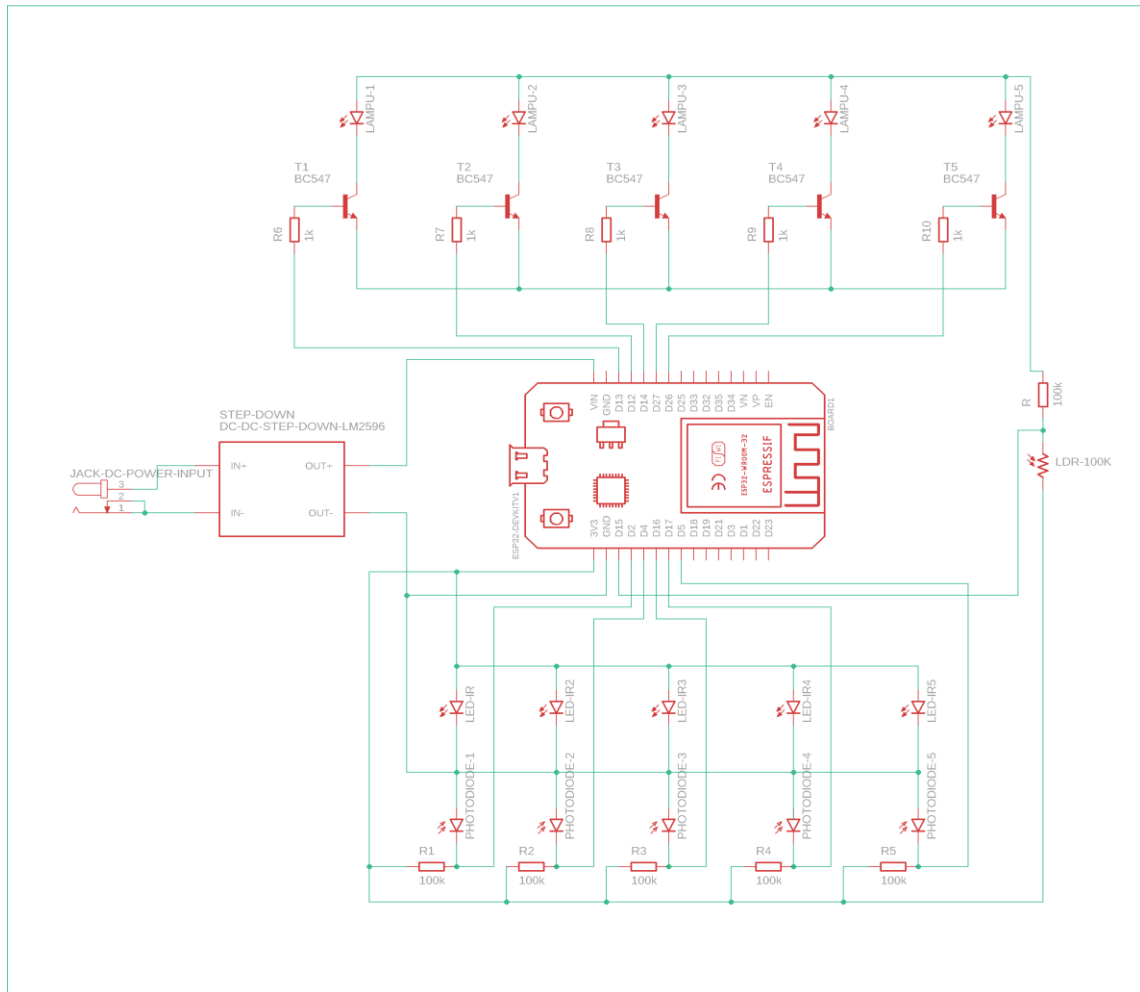 LAMPU-1
LAMPU-2
LAMPU-3
LAMPU-4
LAMPU-5
T1
BC547
T2
BC547
T3
BC547
T4
BC547
T5
BC547
R6
1k
R7
1k
R8
1k
R9
1k
R10
1k
STEP-DOWN
DC-DC-STEP-DOWN-LM2596
JACK-DC-POWER-INPUT
3
2
1
IN+
IN-
OUT+
OUT-
VIN
GND
D13
D12
D14
D27
D26
D25
D33
D32
D35
D34
VN
VP
EN
BOARD1
ESP32-DEVKITV1
CE
ESP32-WROOM-32
ESPRESSIF
3V3
GND
D15
D2
D4
D16
D17
D5
D18
D19
D21
D3
D1
D22
D23
R
100k
LDR-100K
LED-IR
LED-IR2
LED-IR3
LED-IR4
LED-IR5
PHOTODIODE-1
PHOTODIODE-2
PHOTODIODE-3
PHOTODIODE-4
PHOTODIODE-5
R1
100k
R2
100k
R3
100k
R4
100k
R5
100k